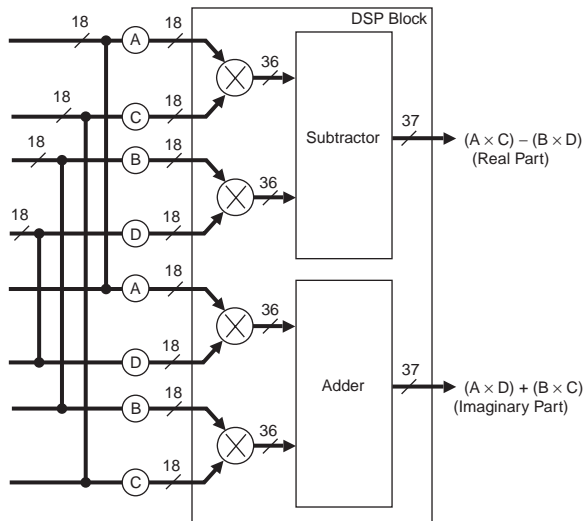 DSP Block
18 A 18
36
18 C 18
Subtractor
37
(A × C) – (B × D)
(Real Part)
18 B 18
36
18 D 18
A 18
36
D 18
Adder
37
(A × D) + (B × C)
(Imaginary Part)
B 18
36
C 18